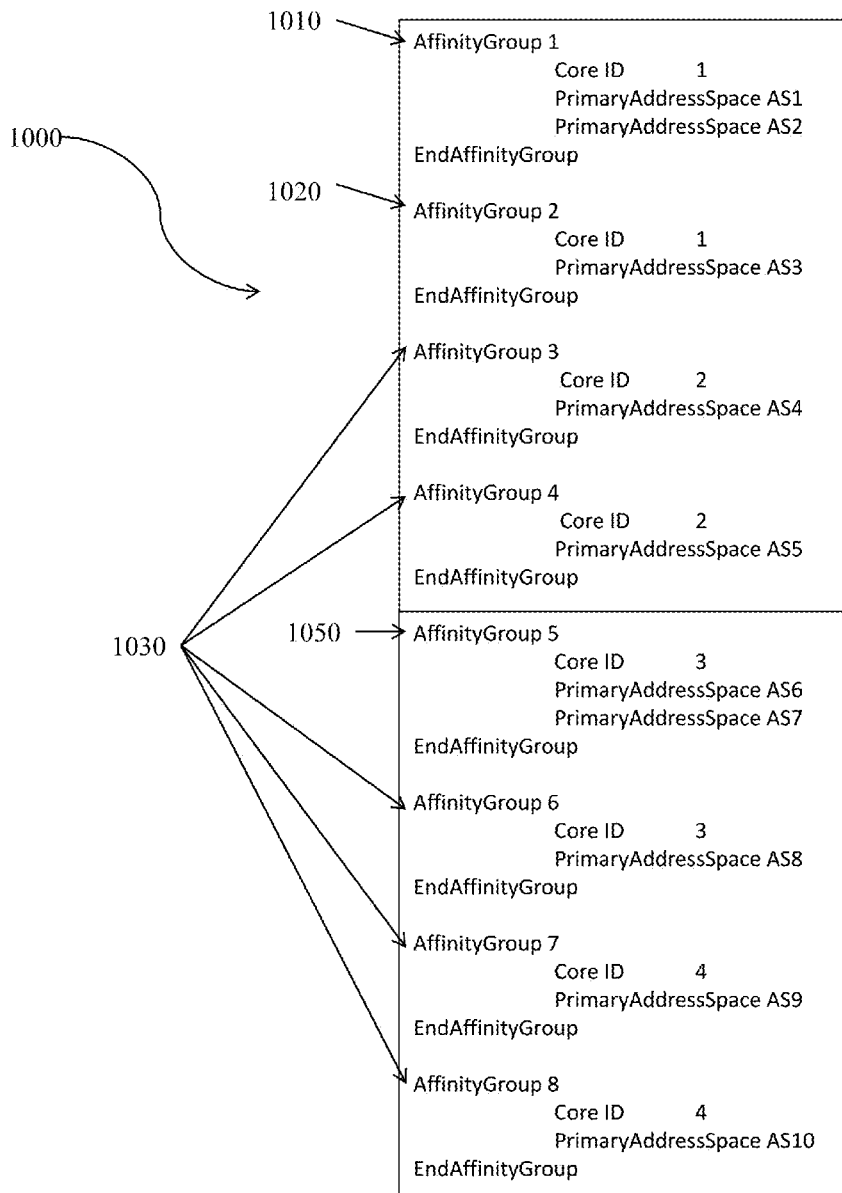 1010
AffinityGroup 1
Core ID 1
PrimaryAddressSpace AS1
PrimaryAddressSpace AS2
1000
EndAffinityGroup
1020
AffinityGroup 2
Core ID 1
PrimaryAddressSpace AS3
EndAffinityGroup
AffinityGroup 3
Core ID 2
PrimaryAddressSpace AS4
EndAffinityGroup
AffinityGroup 4
Core ID 2
PrimaryAddressSpace AS5
EndAffinityGroup
1030
1050
AffinityGroup 5
Core ID 3
PrimaryAddressSpace AS6
PrimaryAddressSpace AS7
EndAffinityGroup
AffinityGroup 6
Core ID 3
PrimaryAddressSpace AS8
EndAffinityGroup
AffinityGroup 7
Core ID 4
PrimaryAddressSpace AS9
EndAffinityGroup
AffinityGroup 8
Core ID 4
PrimaryAddressSpace AS10
EndAffinityGroup